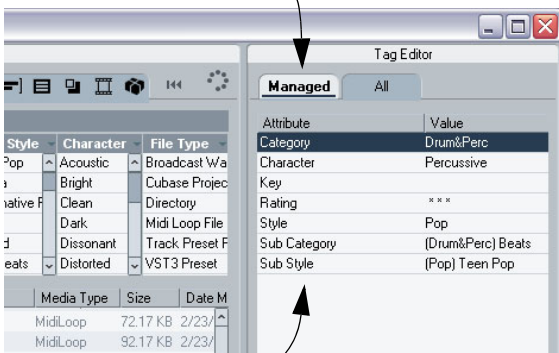 Tag Editor
Managed All
Attribute Value
Category Drum&Perc
Character Percussive
Key
Rating * * *
Style Pop
Sub Category (Drum&Perc) Beats
Sub Style (Pop) Teen Pop
Style Character File Type
Pop Acoustic Broadcast Wa
Bright Cubase Projec
native F Clean Directory
Dark Midi Loop File
Dissonant Track Preset F
eats Distorted VST3 Preset
Media Type Size Date M
MidiLoop 72.17 KB 2/23/
MidiLoop 92.17 KB 2/23/